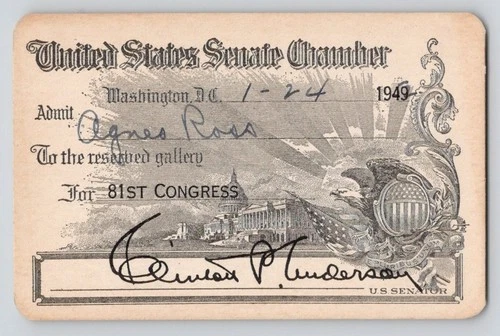 United States Senate Chamber
Washington, D.C. 1-24 1949
Admit Agnes Ross
To the reserved gallery
For 81ST CONGRESS
Clinton P. Anderson
U.S. SENATOR